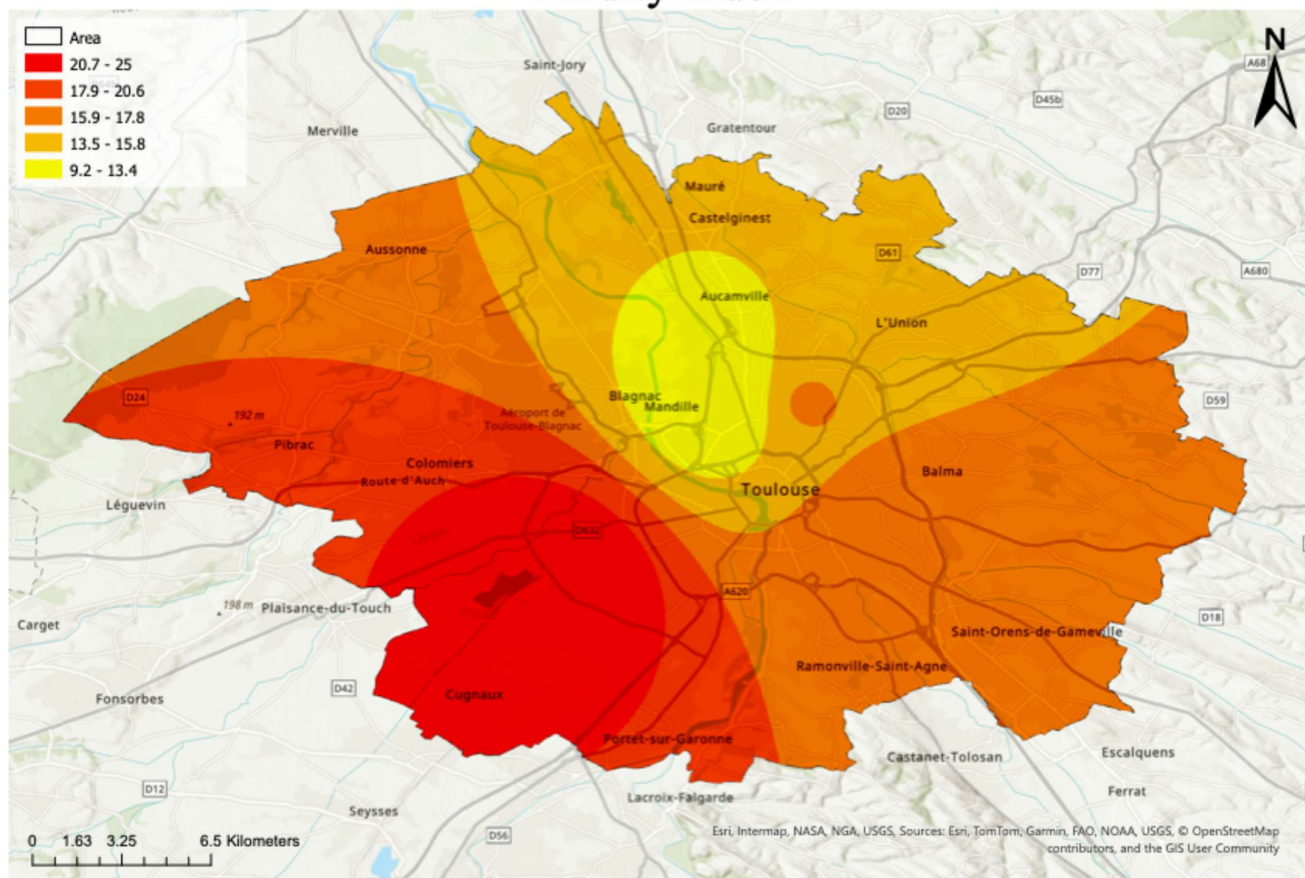 N
Area
20.7 - 25
17.9 - 20.6
15.9 - 17.8
13.5 - 15.8
9.2 - 13.4
Saint-Jory
A68
D45b
D20
Merville
Gratentour
Mauré
Castelginest
Aussonne
D61
D77
A680
Aucamville
L'Union
D24
Blagnac
Mandille
D59
192 m
Aéroport de
Toulouse-Blagnac
Pibrac
Colomiers
Route d'Auch
Balma
Toulouse
Léguevin
D632
A620
198 m
Plaisance-du-Touch
D18
Carget
Saint-Orens-de-Gameville
Ramonville-Saint-Agne
D42
Cugnaux
Fonsorbes
Portet-sur-Garonne
Castanet-Tolosan
Escalquens
D12
Ferrat
Lacroix-Falgarde
Seysses
D56
0 1.63 3.25 6.5 Kilometers
Esri, Intermap, NASA, NGA, USGS, Sources: Esri, TomTom, Garmin, FAO, NOAA, USGS, © OpenStreetMap
contributors, and the GIS User Community